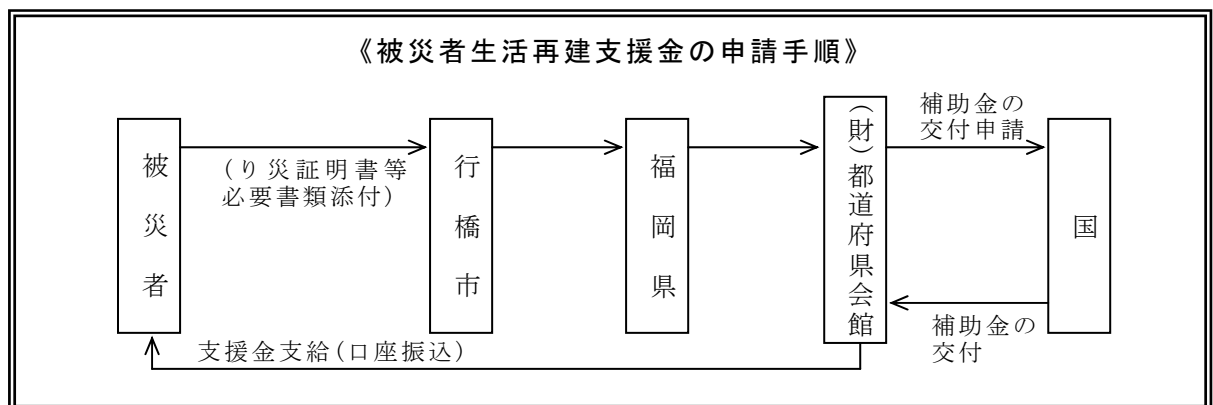 《被災者生活再建支援金の申請手順》
被災者
(り災証明書等
必要書類添付)
行橋市
福岡県
(財)都道府県会館
補助金の
交付申請
国
補助金の
交付
支援金支給(口座振込)